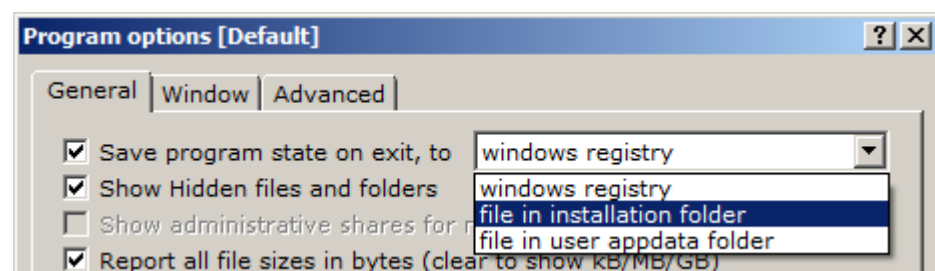 Program options [Default]
General Window Advanced
Save program state on exit, to windows registry
Show Hidden files and folders windows registry
file in installation folder
Show administrative shares for
file in user appdata folder
Report all file sizes in bytes (clear to show kB/MB/GB)